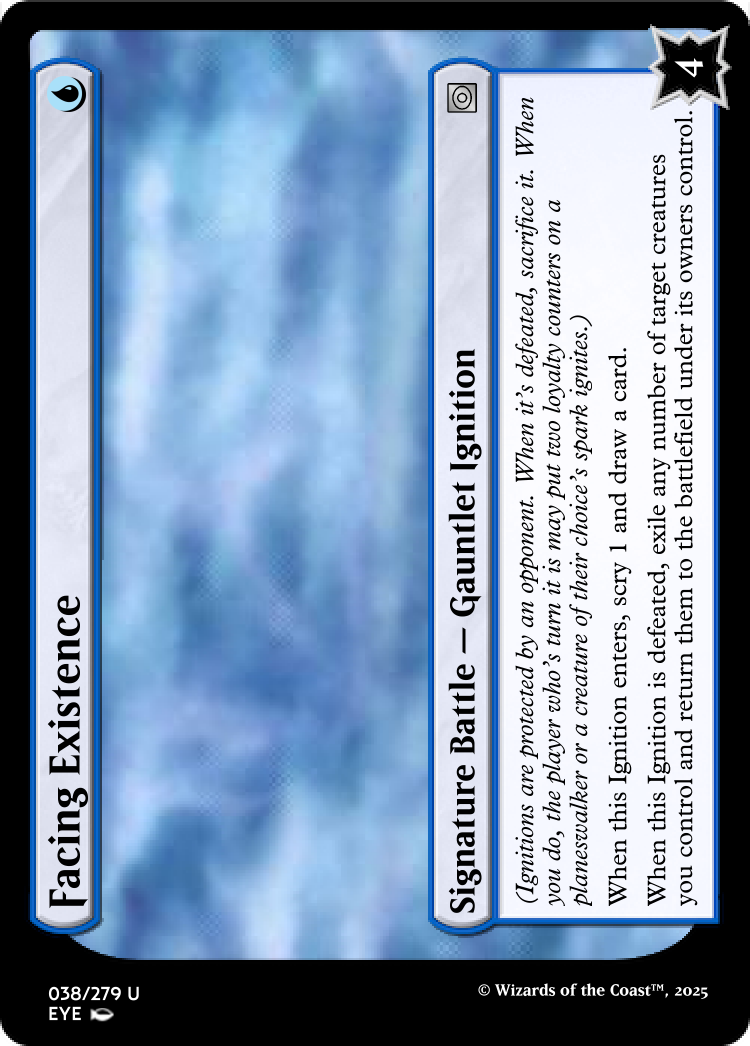 Facing Existence
Signature Battle — Gauntlet Ignition
(Ignitions are protected by an opponent. When it's defeated, sacrifice it. When
you do, the player who's turn it is may put two loyalty counters on a
planeswalker or a creature of their choice's spark ignites.)
When this Ignition enters, scry 1 and draw a card.
When this Ignition is defeated, exile any number of target creatures
you control and return them to the battlefield under its owners control.
4
038/279 U
EYE
© Wizards of the Coast™, 2025